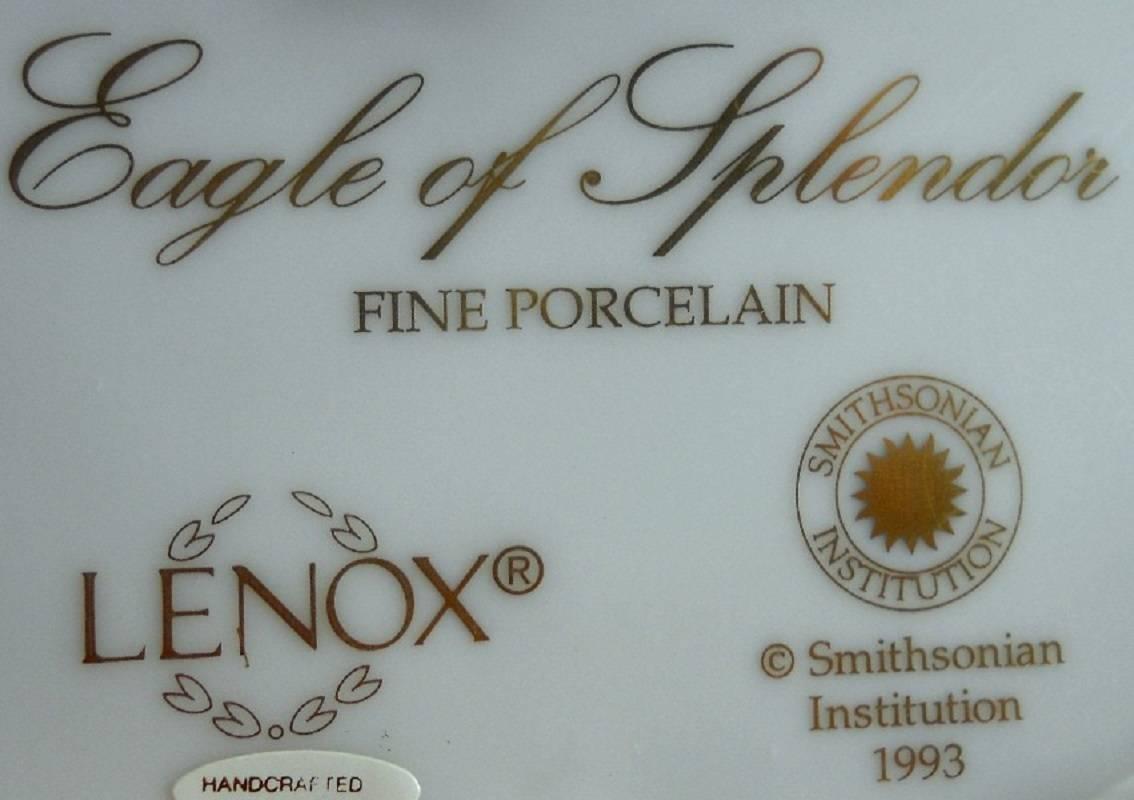 Eagle of Splendor
FINE PORCELAIN
SMITHSONIAN
INSTITUTION
LENOX®
© Smithsonian
Institution
1993
HANDCRAFTED